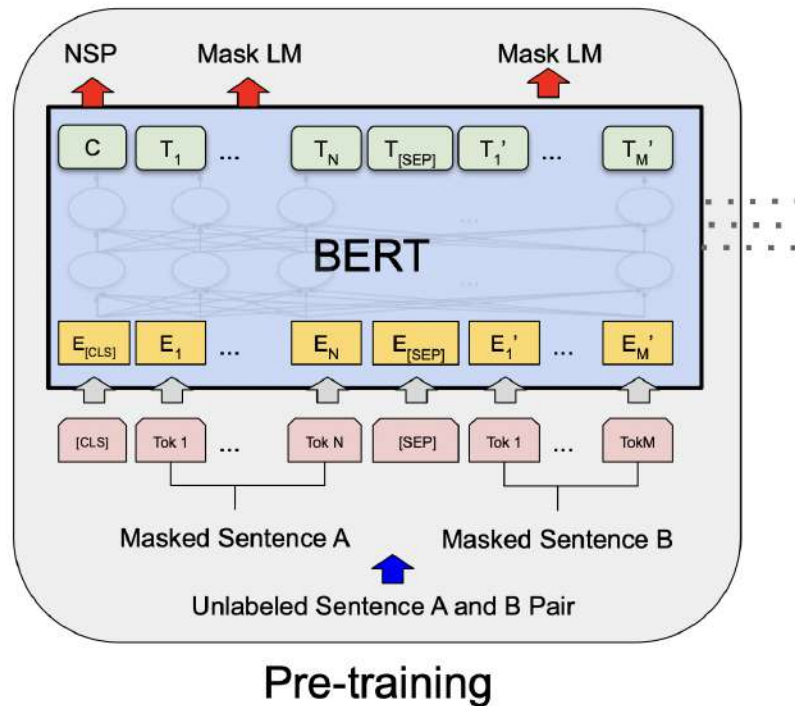 NSP Mask LM Mask LM
C T1 ... TN T[SEP] T1' ... TM'
...
BERT
...
E[CLS] E1 ... EN E[SEP] E1' ... EM'
[CLS] Tok 1 ... Tok N [SEP] Tok 1 ... TokM
Masked Sentence A Masked Sentence B
Unlabeled Sentence A and B Pair
Pre-training